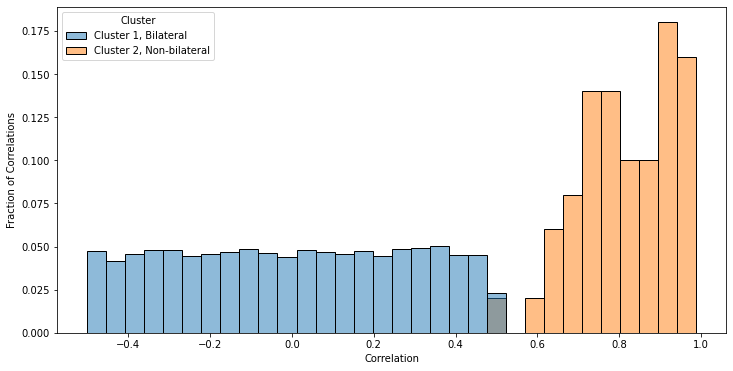 Cluster
Cluster 1, Bilateral
Cluster 2, Non-bilateral
Fraction of Correlations
0.175
0.150
0.125
0.100
0.075
0.050
0.025
0.000
−0.4 −0.2 0.0 0.2 0.4 0.6 0.8 1.0
Correlation